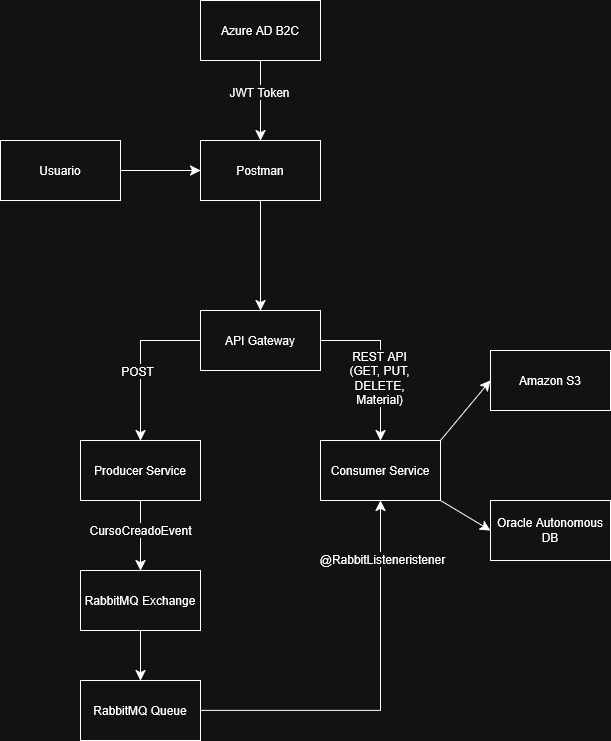 Azure AD B2C
JWT Token
Usuario
Postman
API Gateway
POST
REST API
(GET, PUT,
DELETE,
Material)
Amazon S3
Producer Service
Consumer Service
Oracle Autonomous
DB
CursoCreadoEvent
@RabbitListeneristener
RabbitMQ Exchange
RabbitMQ Queue